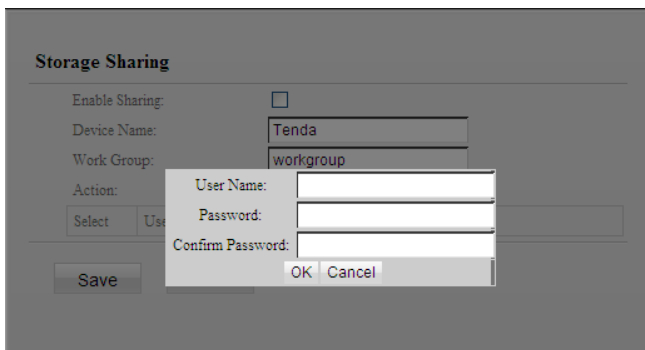 Storage Sharing
Enable Sharing:
Device Name: Tenda
Work Group: workgroup
Action:
User Name:
Select Use
Password:
Confirm Password:
OK Cancel
Save